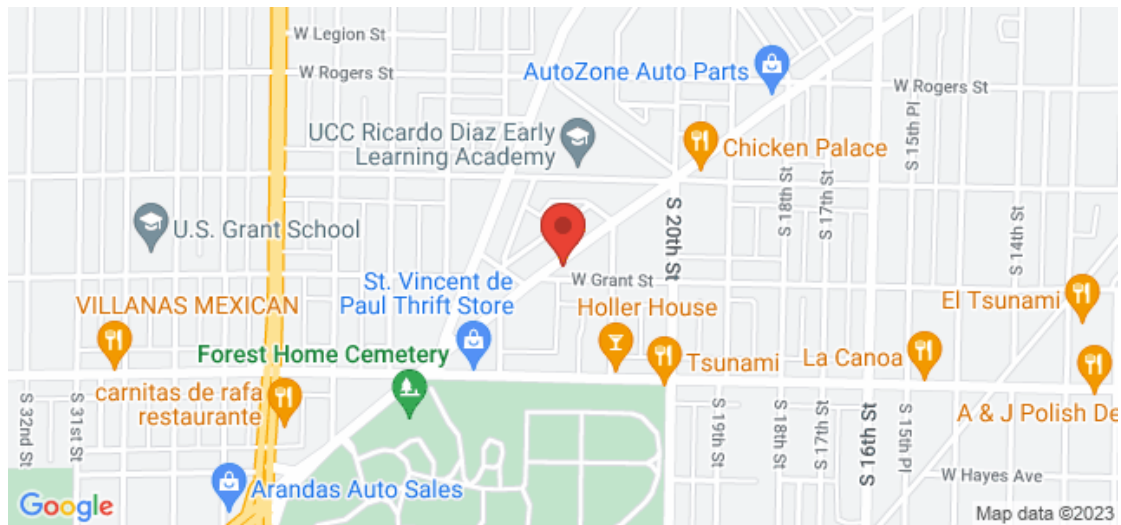 W Legion St
W Rogers St
AutoZone Auto Parts
W Rogers St
UCC Ricardo Diaz Early
Learning Academy
Chicken Palace
S 15th Pl
S 18th St
S 17th St
S 20th St
S 14th St
U.S. Grant School
W Grant St
St. Vincent de
Paul Thrift Store
VILLANAS MEXICAN
Holler House
El Tsunami
Forest Home Cemetery
Tsunami
La Canoa
carnitas de rafa
restaurante
S 32nd St
S 31st St
S 19th St
S 18th St
S 17th St
S 16th St
S 15th Pl
A & J Polish De
W Hayes Ave
Arandas Auto Sales
Google
Map data ©2023